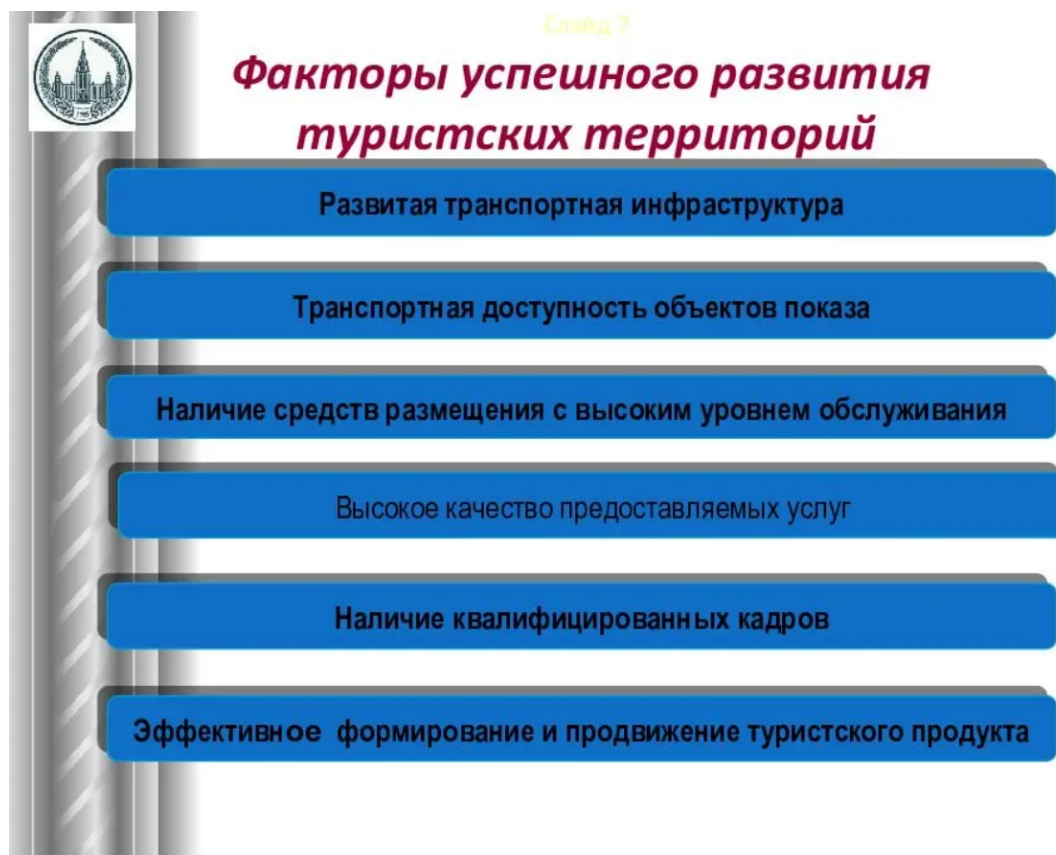 Слайд 7
Факторы успешного развития
туристских территорий
Развитая транспортная инфраструктура
Транспортная доступность объектов показа
Наличие средств размещения с высоким уровнем обслуживания
Высокое качество предоставляемых услуг
Наличие квалифицированных кадров
Эффективное формирование и продвижение туристского продукта